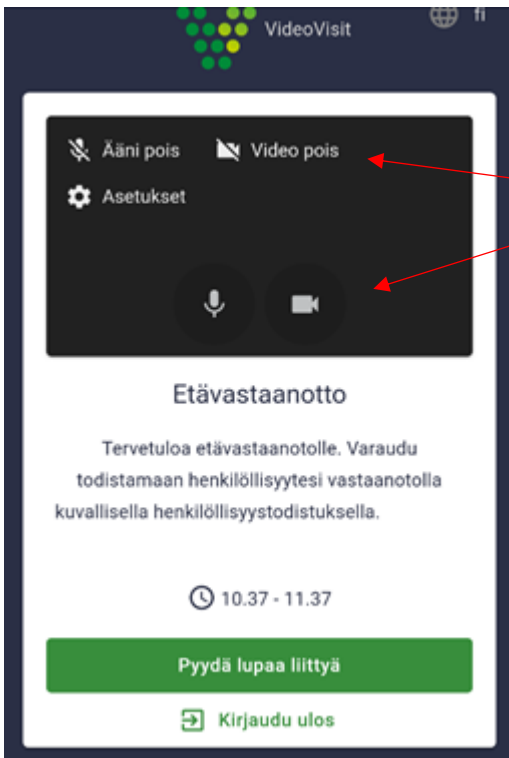 VideoVisit
fi
Ääni pois
Video pois
Asetukset
Etävastaanotto
Tervetuloa etävastaanotolle. Varaudu
todistamaan henkilöllisyytesi vastaanotolla
kuvallisella henkilöllisyystodistuksella.
10.37 - 11.37
Pyydä lupaa liittyä
Kirjaudu ulos